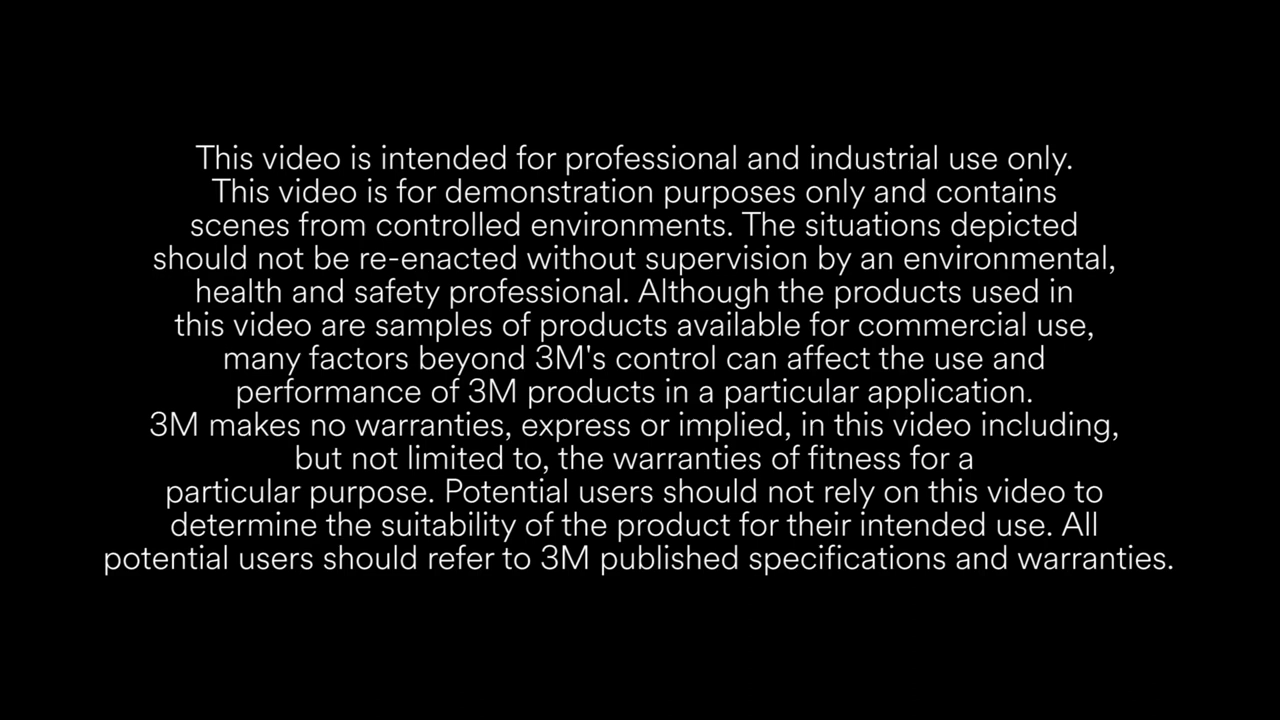 This video is intended for professional and industrial use only.
This video is for demonstration purposes only and contains
scenes from controlled environments. The situations depicted
should not be re-enacted without supervision by an environmental,
health and safety professional. Although the products used in
this video are samples of products available for commercial use,
many factors beyond 3M's control can affect the use and
performance of 3M products in a particular application.
3M makes no warranties, express or implied, in this video including,
but not limited to, the warranties of fitness for a
particular purpose. Potential users should not rely on this video to
determine the suitability of the product for their intended use. All
potential users should refer to 3M published specifications and warranties.